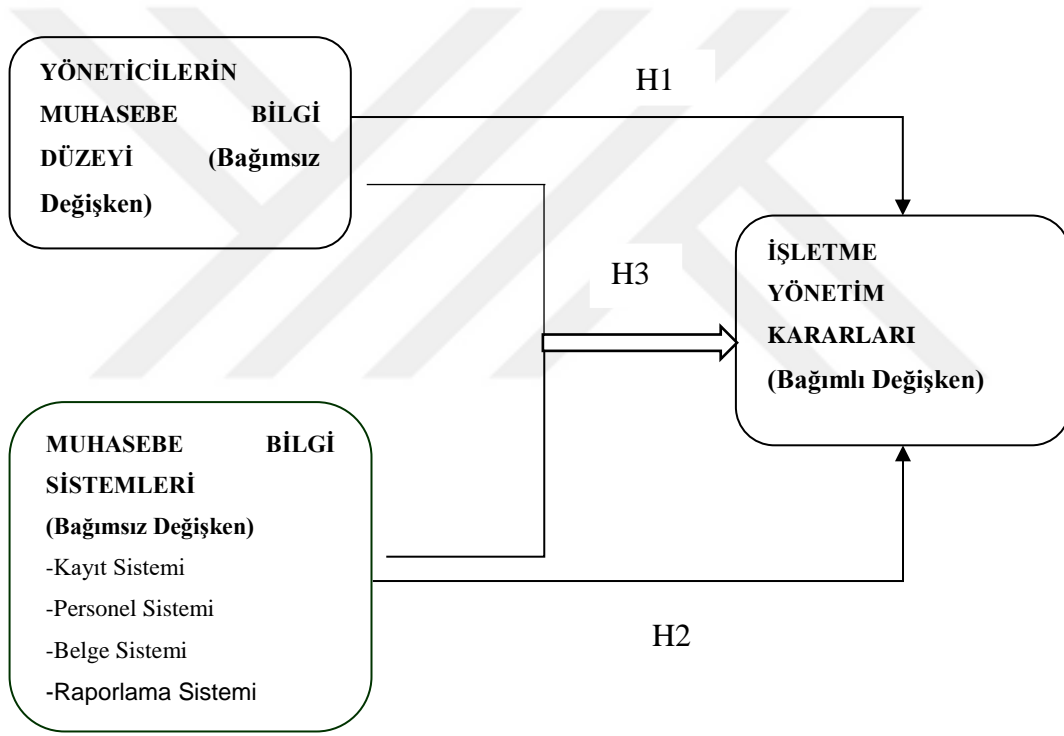 YÖNETİCİLERİN
MUHASEBE BİLGİ
DÜZEYİ (Bağımsız
Değişken)
H1
H3
İŞLETME
YÖNETİM
KARARLARI
(Bağımlı Değişken)
MUHASEBE BİLGİ
SİSTEMLERİ
(Bağımsız Değişken)
-Kayıt Sistemi
-Personel Sistemi
-Belge Sistemi
-Raporlama Sistemi
H2